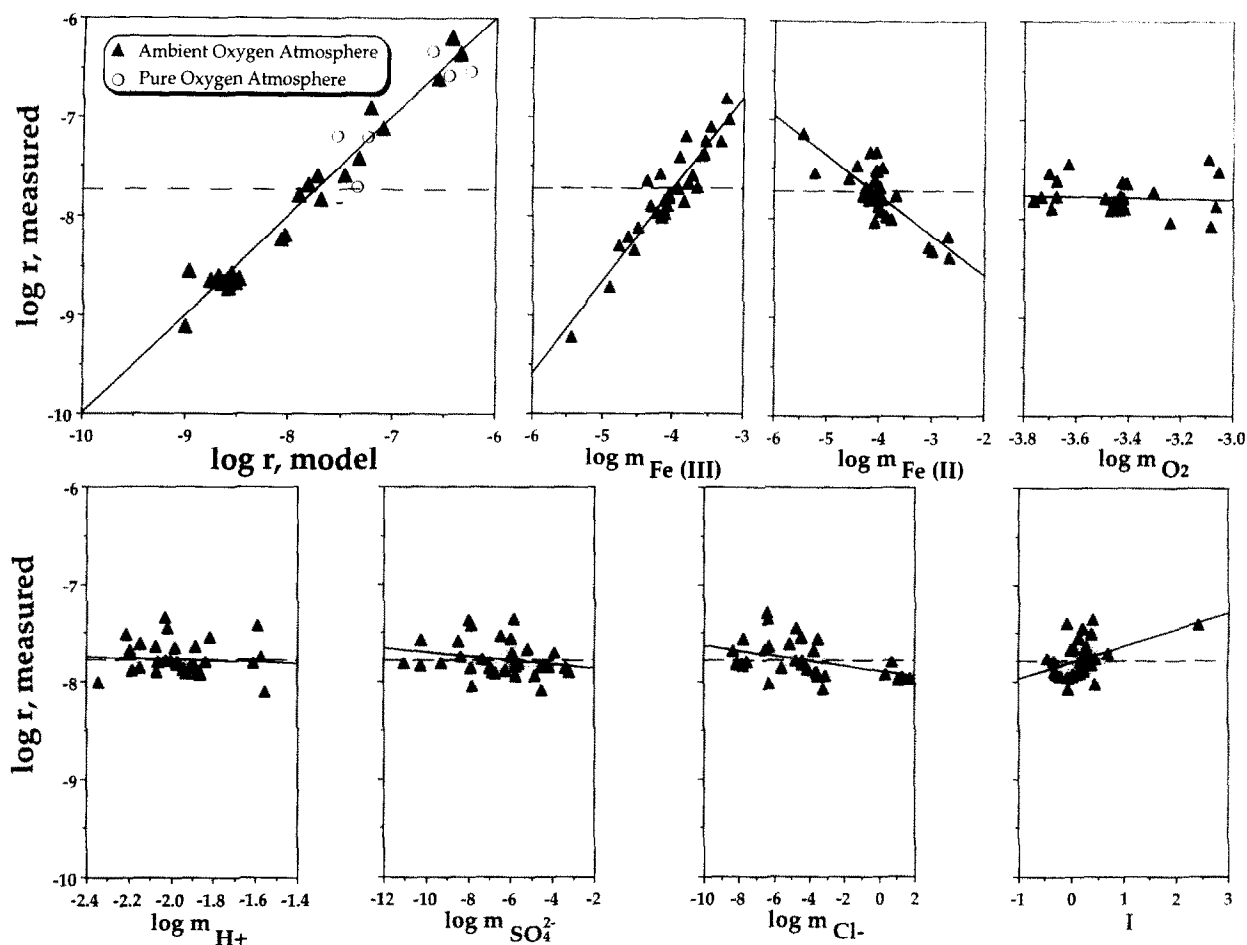 ▲ Ambient Oxygen Atmosphere
○ Pure Oxygen Atmosphere
log r, measured
-6
-7
-8
-9
-10
-10 -9 -8 -7 -6
log r, model
-6 -5 -4 -3
log m Fe (III)
-6 -5 -4 -3 -2
log m Fe (II)
-3.8 -3.6 -3.4 -3.2 -3.0
log m O2
log r, measured
-6
-7
-8
-9
-10
-2.4 -2.2 -2.0 -1.8 -1.6 -1.4
log m H+
-12 -10 -8 -6 -4 -2
log m SO4 2-
-10 -8 -6 -4 -2 0 2
log m Cl-
-1 0 1 2 3
I